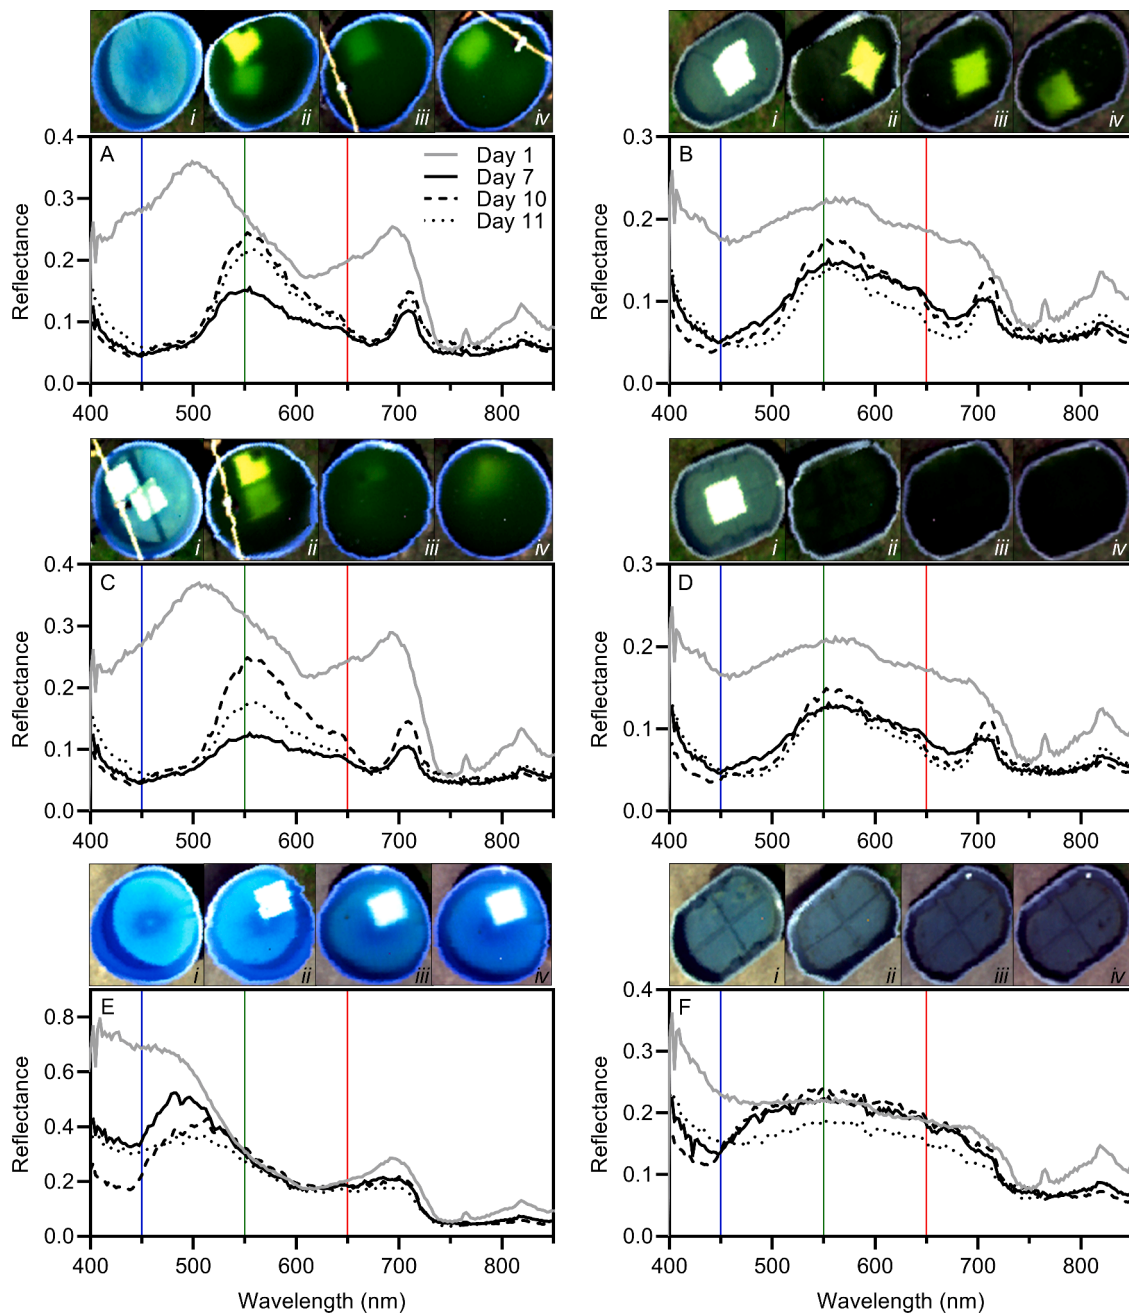 i ii iii iv
i ii iii iv
A
Reflectance
0.4
0.3
0.2
0.1
0.0
Day 1
Day 7
Day 10
Day 11
400 500 600 700 800
B
Reflectance
0.3
0.2
0.1
0.0
400 500 600 700 800
i ii iii iv
i ii iii iv
C
Reflectance
0.4
0.3
0.2
0.1
0.0
400 500 600 700 800
D
Reflectance
0.3
0.2
0.1
0.0
400 500 600 700 800
i ii iii iv
i ii iii iv
E
Reflectance
0.8
0.6
0.4
0.2
0.0
400 500 600 700 800
Wavelength (nm)
F
Reflectance
0.4
0.3
0.2
0.1
0.0
400 500 600 700 800
Wavelength (nm)